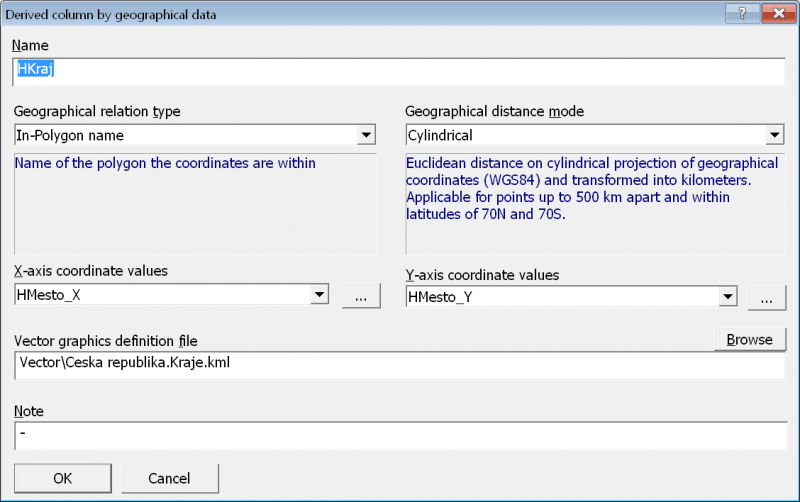 Derived column by geographical data
?
Name
HKraj
Geographical relation type
Geographical distance mode
In-Polygon name
Cylindrical
Name of the polygon the coordinates are within
Euclidean distance on cylindrical projection of geographical
coordinates (WGS84) and transformed into kilometers.
Applicable for points up to 500 km apart and within
latitudes of 70N and 70S.
X-axis coordinate values
Y-axis coordinate values
HMesto_X
...
HMesto_Y
...
Vector graphics definition file
Browse
Vector\Ceska republika.Kraje.kml
Note
-
OK
Cancel